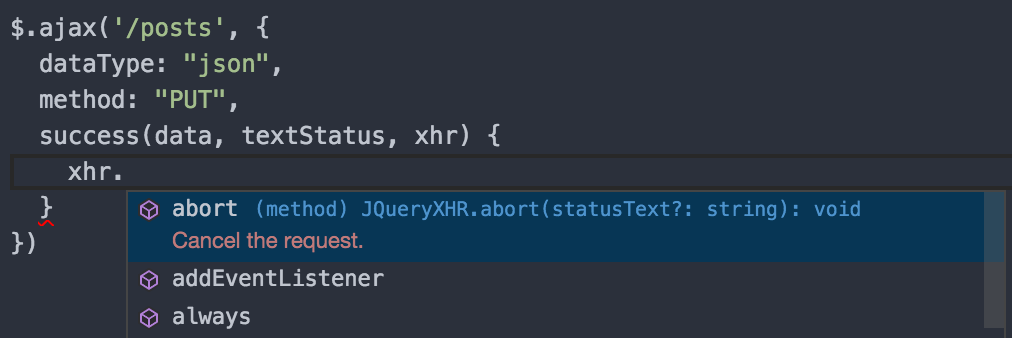 $.ajax('/posts', {
dataType: "json",
method: "PUT",
success(data, textStatus, xhr) {
xhr.
abort (method) JQueryXHR.abort(statusText?: string): void
}
Cancel the request.
})
addEventListener
always